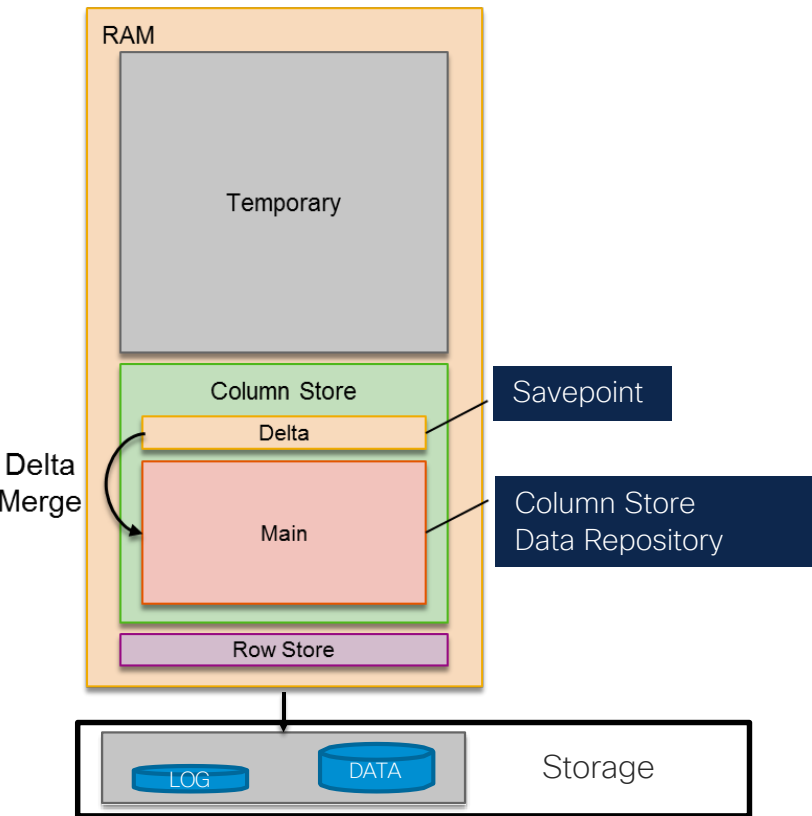 RAM
Temporary
Column Store
Savepoint
Delta
Delta
Merge
Column Store
Data Repository
Main
Row Store
LOG
DATA
Storage